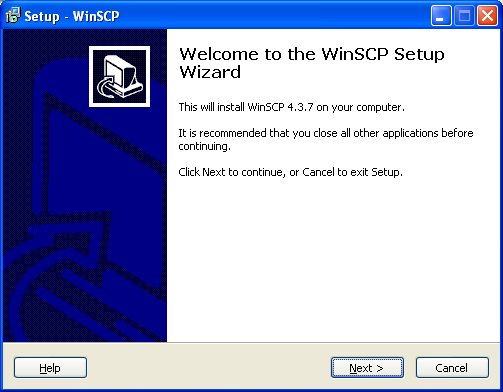 Setup - WinSCP
Welcome to the WinSCP Setup
Wizard
This will install WinSCP 4.3.7 on your computer.
It is recommended that you close all other applications before
continuing.
Click Next to continue, or Cancel to exit Setup.
Help
Next >
Cancel